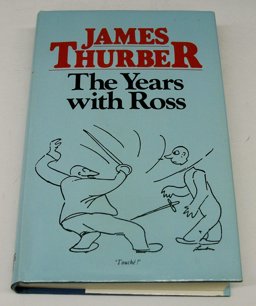 JAMES
THURBER
The Years
with Ross
"Touché!"